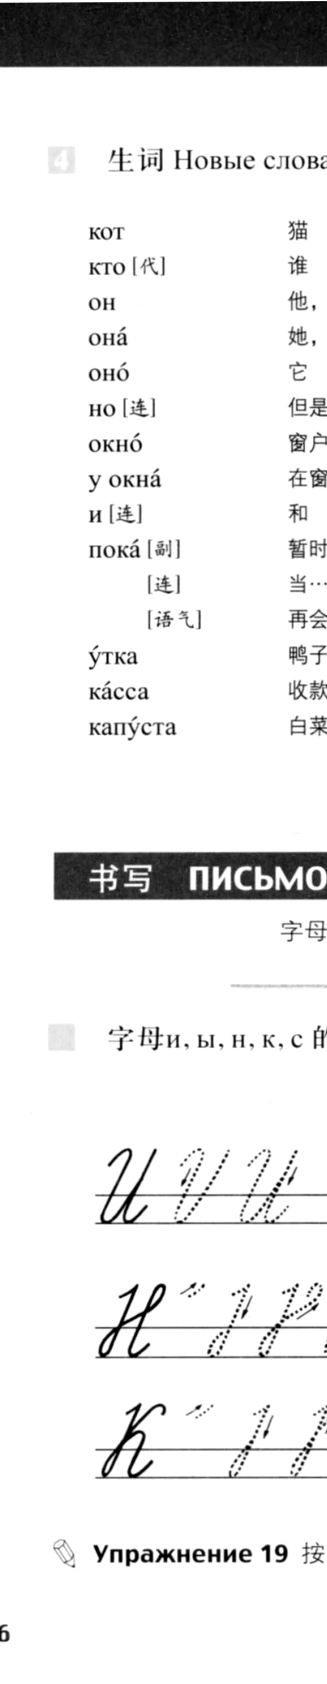 4 生词 Новые слова
кот 猫
кто [代] 谁
он 他，
она́ 她，
оно́ 它
но [连] 但是
окно́ 窗户
у окна́ 在窗
и [连] 和
пока́ [副] 暂时
[连] 当…
[语气] 再会
у́тка 鸭子
ка́сса 收款
капу́ста 白菜
书写 ПИСЬМО
字母
字母и, ы, н, к, с 的
И И И
Н Н Н
К К К
Упражнение 19 按
6